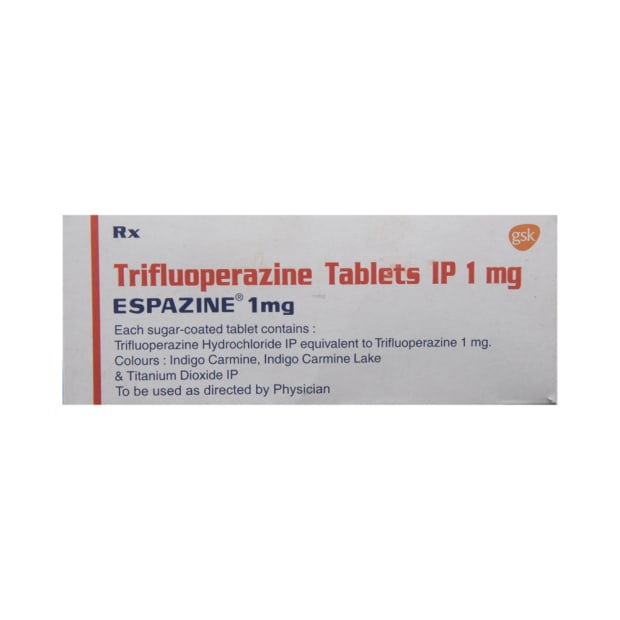 Rx
gsk
Trifluoperazine Tablets IP 1 mg
ESPAZINE® 1mg
Each sugar-coated tablet contains :
Trifluoperazine Hydrochloride IP equivalent to Trifluoperazine 1 mg.
Colours : Indigo Carmine, Indigo Carmine Lake
& Titanium Dioxide IP
To be used as directed by Physician